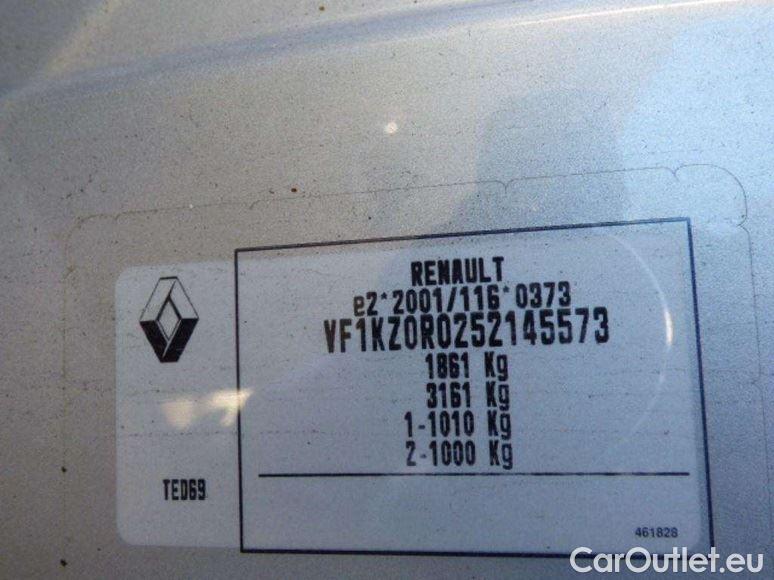 RENAULT
e2*2001/116*0373
VF1KZ0R0252145573
1861 Kg
3161 Kg
1-1010 Kg
2-1000 Kg
TED69
461828
CarOutlet.eu